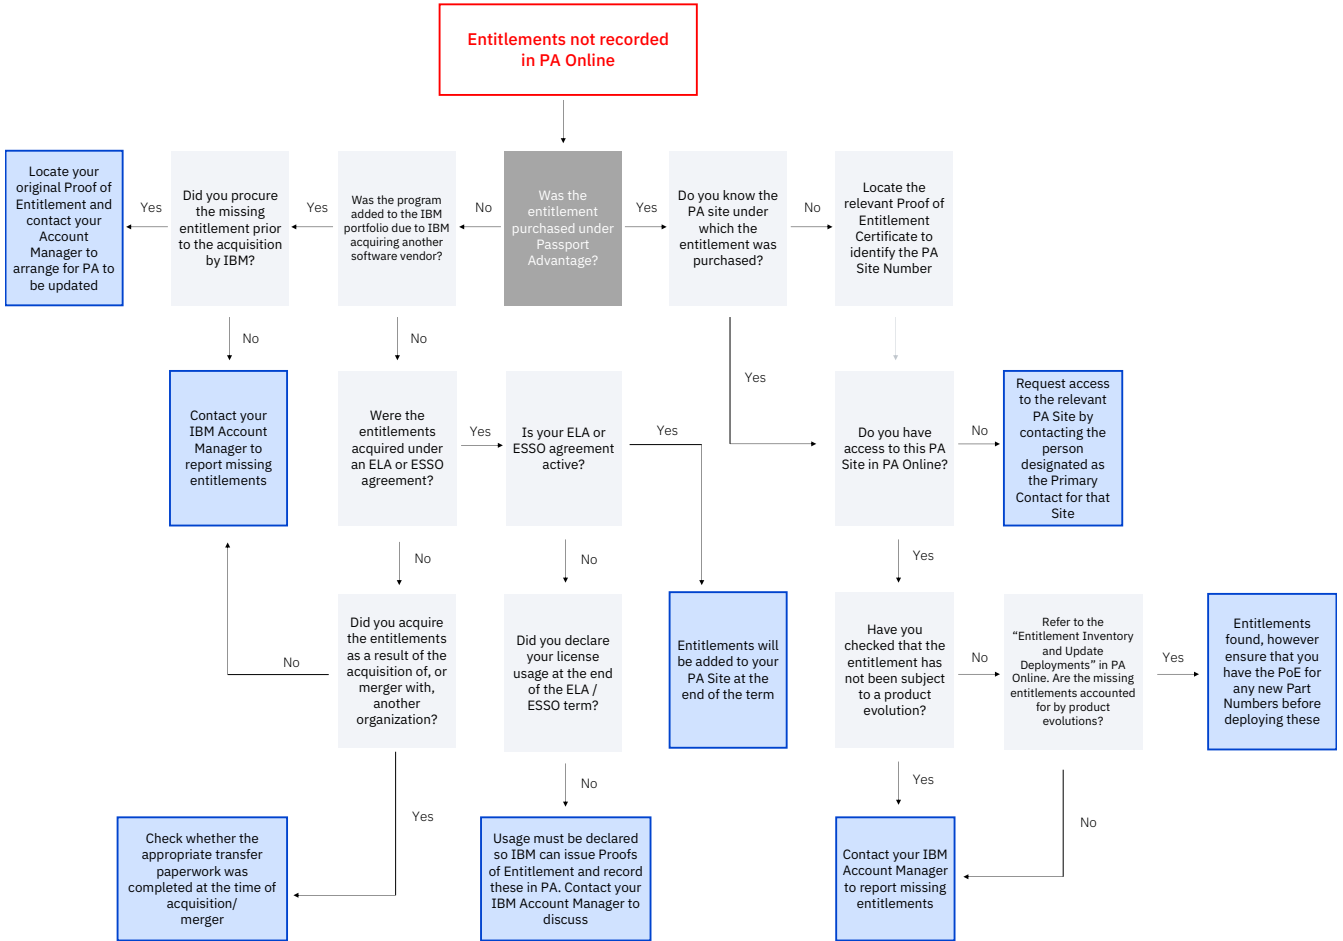 Entitlements not recorded
in PA Online
Locate your
original Proof of
Entitlement and
contact your
Account
Manager to
arrange for PA to
be updated
Yes
Did you procure
the missing
entitlement prior
to the acquisition
by IBM?
Yes
Was the program
added to the IBM
portfolio due to IBM
acquiring another
software vendor?
No
Was the
entitlement
purchased under
Passport
Advantage?
Yes
Do you know the
PA site under
which the
entitlement was
purchased?
No
Locate the
relevant Proof of
Entitlement
Certificate to
identify the PA
Site Number
No
No
Yes
Contact your
IBM Account
Manager to
report missing
entitlements
Were the
entitlements
acquired under
an ELA or ESSO
agreement?
Yes
Is your ELA or
ESSO agreement
active?
Yes
Do you have
access to this PA
Site in PA Online?
No
Request access
to the relevant
PA Site by
contacting the
person
designated as
the Primary
Contact for that
Site
No
No
Yes
No
Did you acquire
the entitlements
as a result of the
acquisition of, or
merger with,
another
organization?
Did you declare
your license
usage at the end
of the ELA /
ESSO term?
Entitlements will
be added to your
PA Site at the
end of the term
Have you
checked that the
entitlement has
not been subject
to a product
evolution?
No
Refer to the
“Entitlement Inventory
and Update
Deployments” in PA
Online. Are the missing
entitlements accounted
for by product
evolutions?
Yes
Entitlements
found, however
ensure that you
have the PoE for
any new Part
Numbers before
deploying these
Yes
No
Yes
No
Check whether the
appropriate transfer
paperwork was
completed at the time of
acquisition/
merger
Usage must be declared
so IBM can issue Proofs
of Entitlement and record
these in PA. Contact your
IBM Account Manager to
discuss
Contact your IBM
Account Manager
to report missing
entitlements